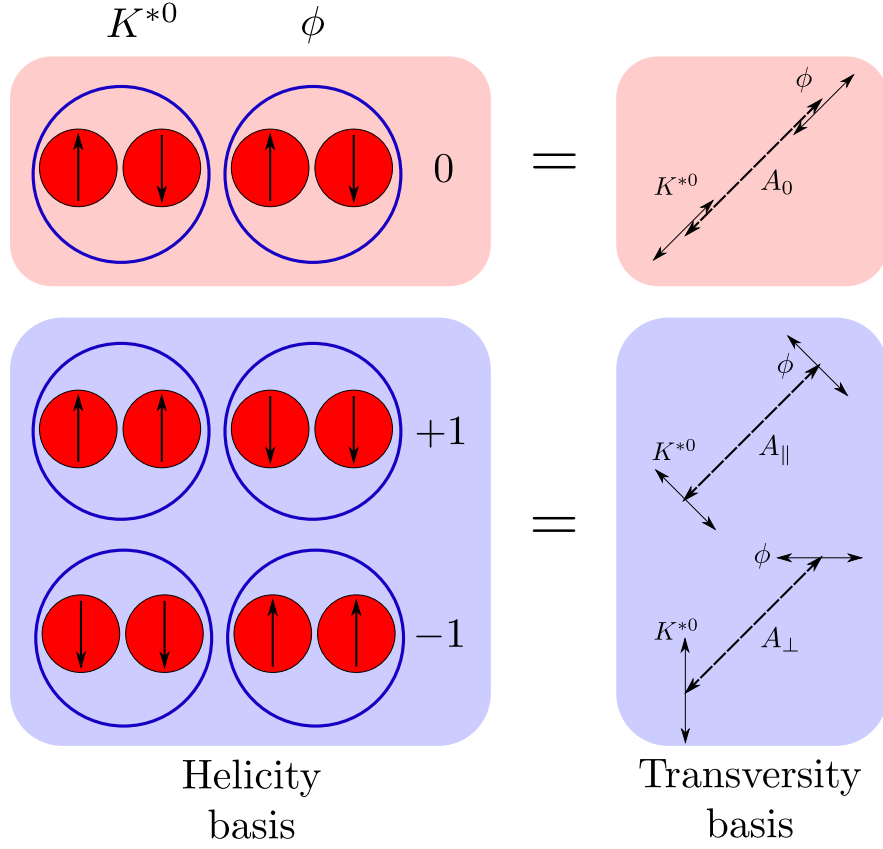 K*⁰ ϕ
0 = ϕ K*⁰ A₀
+1 ϕ K*⁰ A∥
=
−1 ϕ K*⁰ A⊥
Helicity basis
Transversity basis